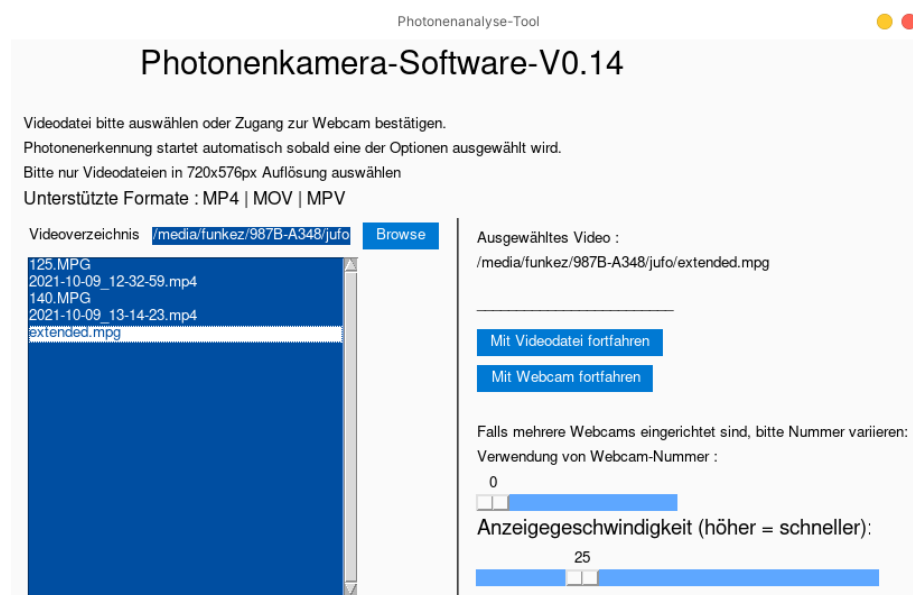 Photonenanalyse-Tool
Photonenkamera-Software-V0.14
Videodatei bitte auswählen oder Zugang zur Webcam bestätigen.
Photonenerkennung startet automatisch sobald eine der Optionen ausgewählt wird.
Bitte nur Videodateien in 720x576px Auflösung auswählen
Unterstützte Formate : MP4 | MOV | MPV
Videoverzeichnis /media/funkez/987B-A348/jufo Browse
125.MPG
2021-10-09_12-32-59.mp4
140.MPG
2021-10-09_13-14-23.mp4
extended.mpg
Ausgewähltes Video :
/media/funkez/987B-A348/jufo/extended.mpg
Mit Videodatei fortfahren
Mit Webcam fortfahren
Falls mehrere Webcams eingerichtet sind, bitte Nummer variieren:
Verwendung von Webcam-Nummer :
0
Anzeigegeschwindigkeit (höher = schneller):
25